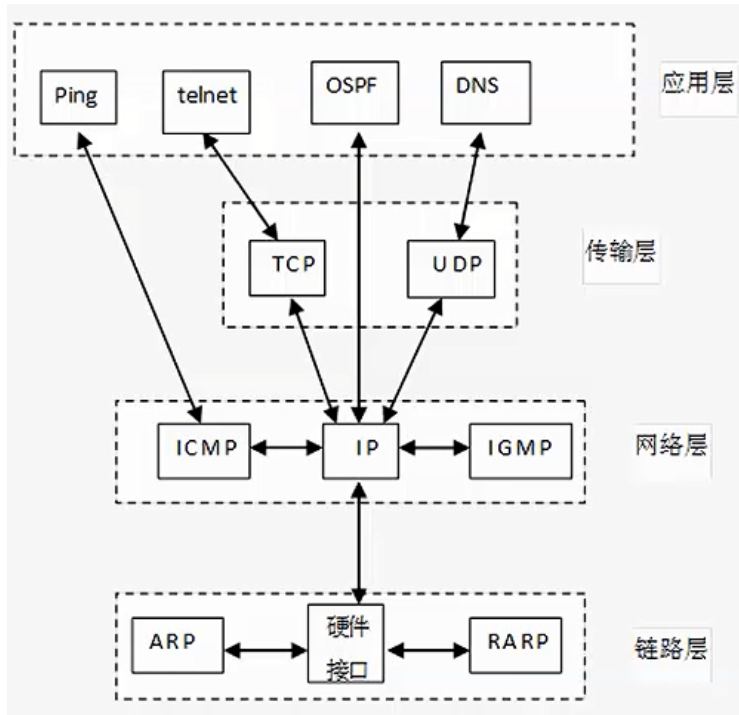 Ping
telnet
OSPF
DNS
应用层
TCP
UDP
传输层
ICMP
IP
IGMP
网络层
ARP
硬件
接口
RARP
链路层